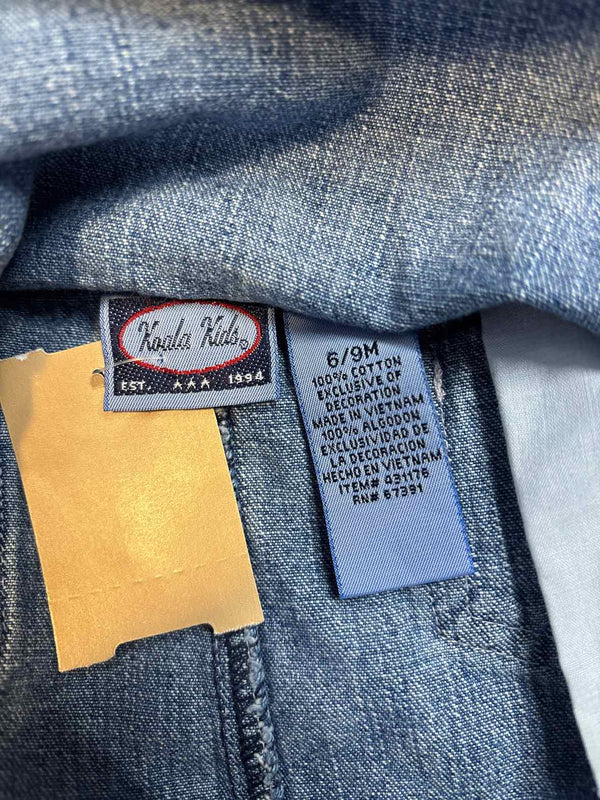 Koala Kids®
EST. ★★★ 1994
6/9M
100% COTTON
EXCLUSIVE OF
DECORATION
MADE IN VIETNAM
100% ALGODON
EXCLUSIVIDAD DE
LA DECORACION
HECHO EN VIETNAM
ITEM# 431176
RN# 67391